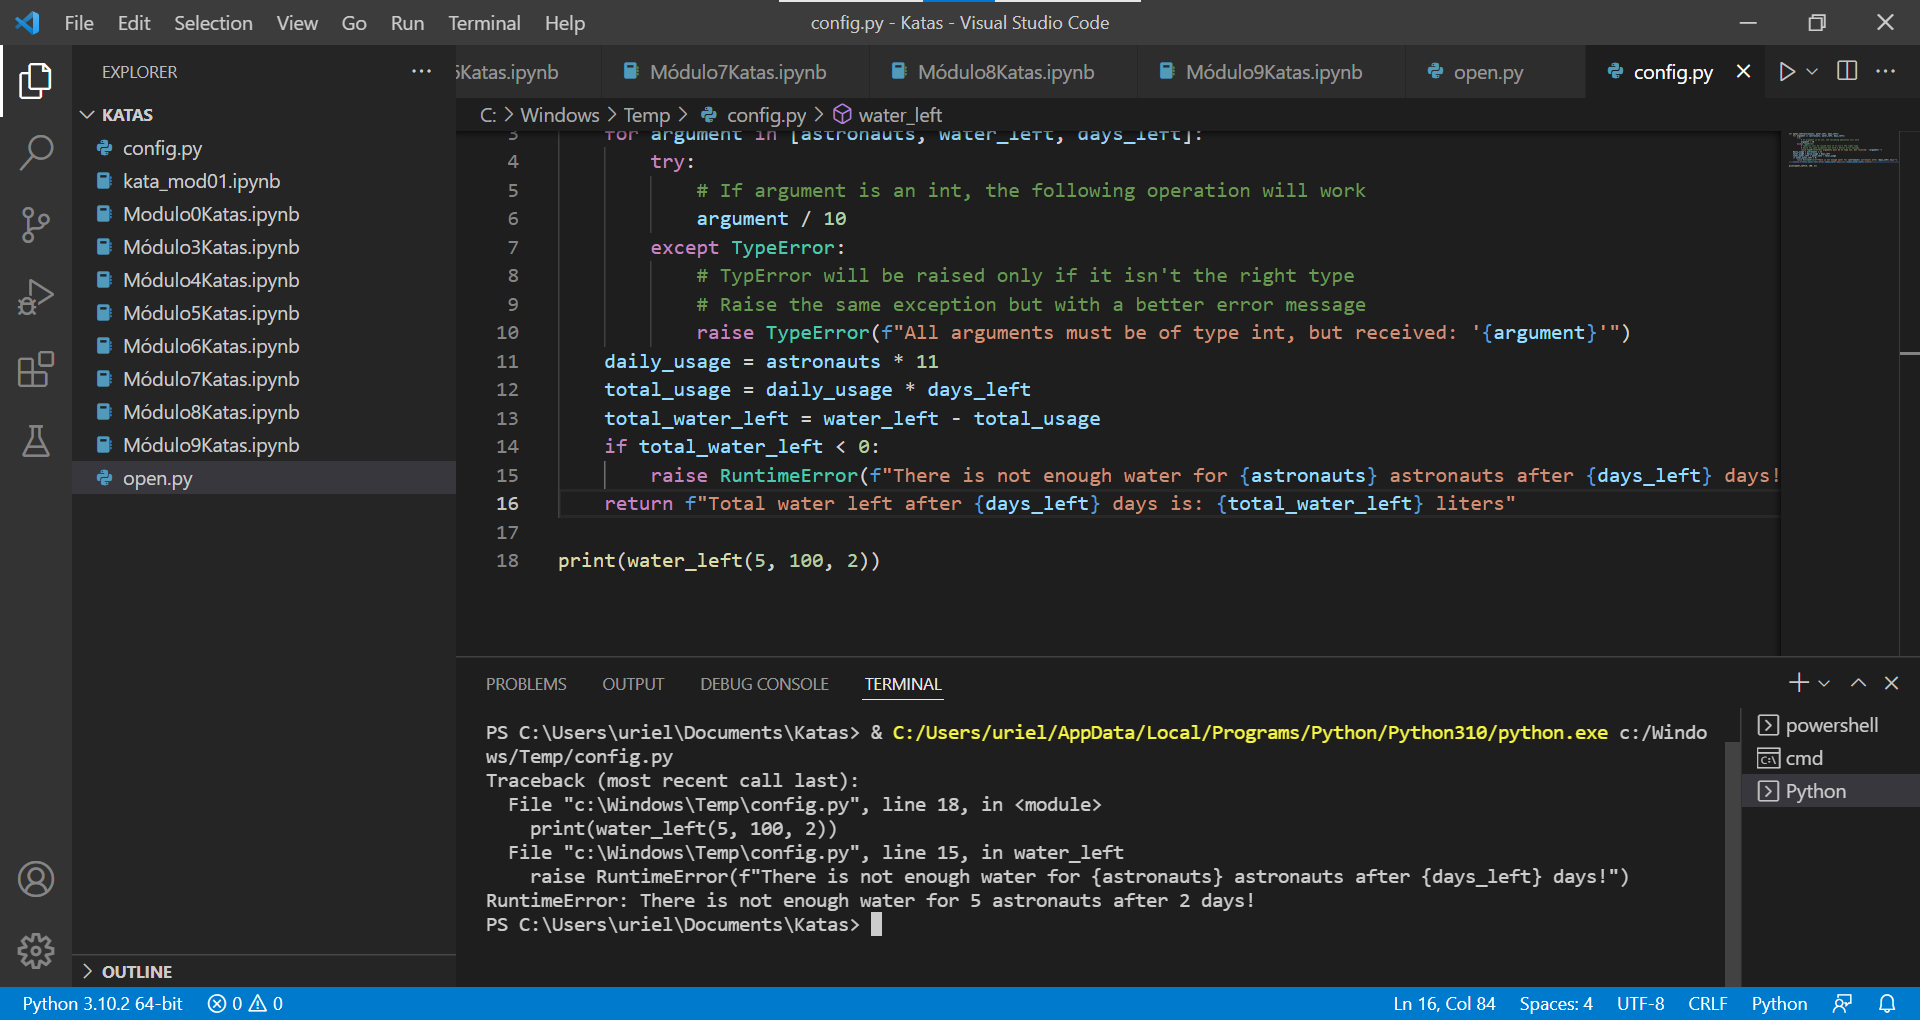 File Edit Selection View Go Run Terminal Help
config.py - Katas - Visual Studio Code
EXPLORER
KATAS
config.py
kata_mod01.ipynb
Modulo0Katas.ipynb
Módulo3Katas.ipynb
Módulo4Katas.ipynb
Módulo5Katas.ipynb
Módulo6Katas.ipynb
Módulo7Katas.ipynb
Módulo8Katas.ipynb
Módulo9Katas.ipynb
open.py
OUTLINE
6Katas.ipynb Módulo7Katas.ipynb Módulo8Katas.ipynb Módulo9Katas.ipynb open.py config.py
C: > Windows > Temp > config.py > water_left
3 for argument in [astronauts, water_left, days_left]:
4 try:
5 # If argument is an int, the following operation will work
6 argument / 10
7 except TypeError:
8 # TypError will be raised only if it isn't the right type
9 # Raise the same exception but with a better error message
10 raise TypeError(f"All arguments must be of type int, but received: '{argument}'")
11 daily_usage = astronauts * 11
12 total_usage = daily_usage * days_left
13 total_water_left = water_left - total_usage
14 if total_water_left < 0:
15 raise RuntimeError(f"There is not enough water for {astronauts} astronauts after {days_left} days!
16 return f"Total water left after {days_left} days is: {total_water_left} liters"
17
18 print(water_left(5, 100, 2))
PROBLEMS OUTPUT DEBUG CONSOLE TERMINAL
PS C:\Users\uriel\Documents\Katas> & C:/Users/uriel/AppData/Local/Programs/Python/Python310/python.exe c:/Windo
ws/Temp/config.py
Traceback (most recent call last):
File "c:\Windows\Temp\config.py", line 18, in <module>
print(water_left(5, 100, 2))
File "c:\Windows\Temp\config.py", line 15, in water_left
raise RuntimeError(f"There is not enough water for {astronauts} astronauts after {days_left} days!")
RuntimeError: There is not enough water for 5 astronauts after 2 days!
PS C:\Users\uriel\Documents\Katas>
powershell
cmd
Python
Python 3.10.2 64-bit 0 0 Ln 16, Col 84 Spaces: 4 UTF-8 CRLF Python